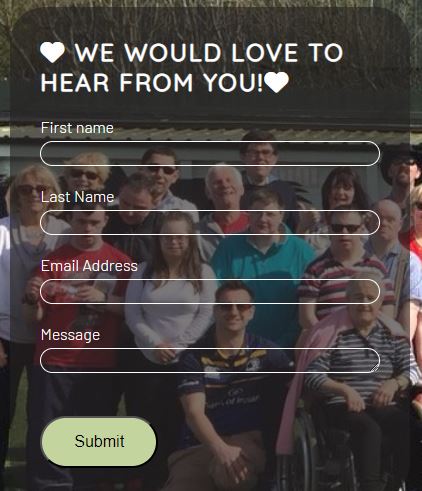 🤍 WE WOULD LOVE TO
HEAR FROM YOU!🤍
First name
Last Name
Email Address
Message
Submit